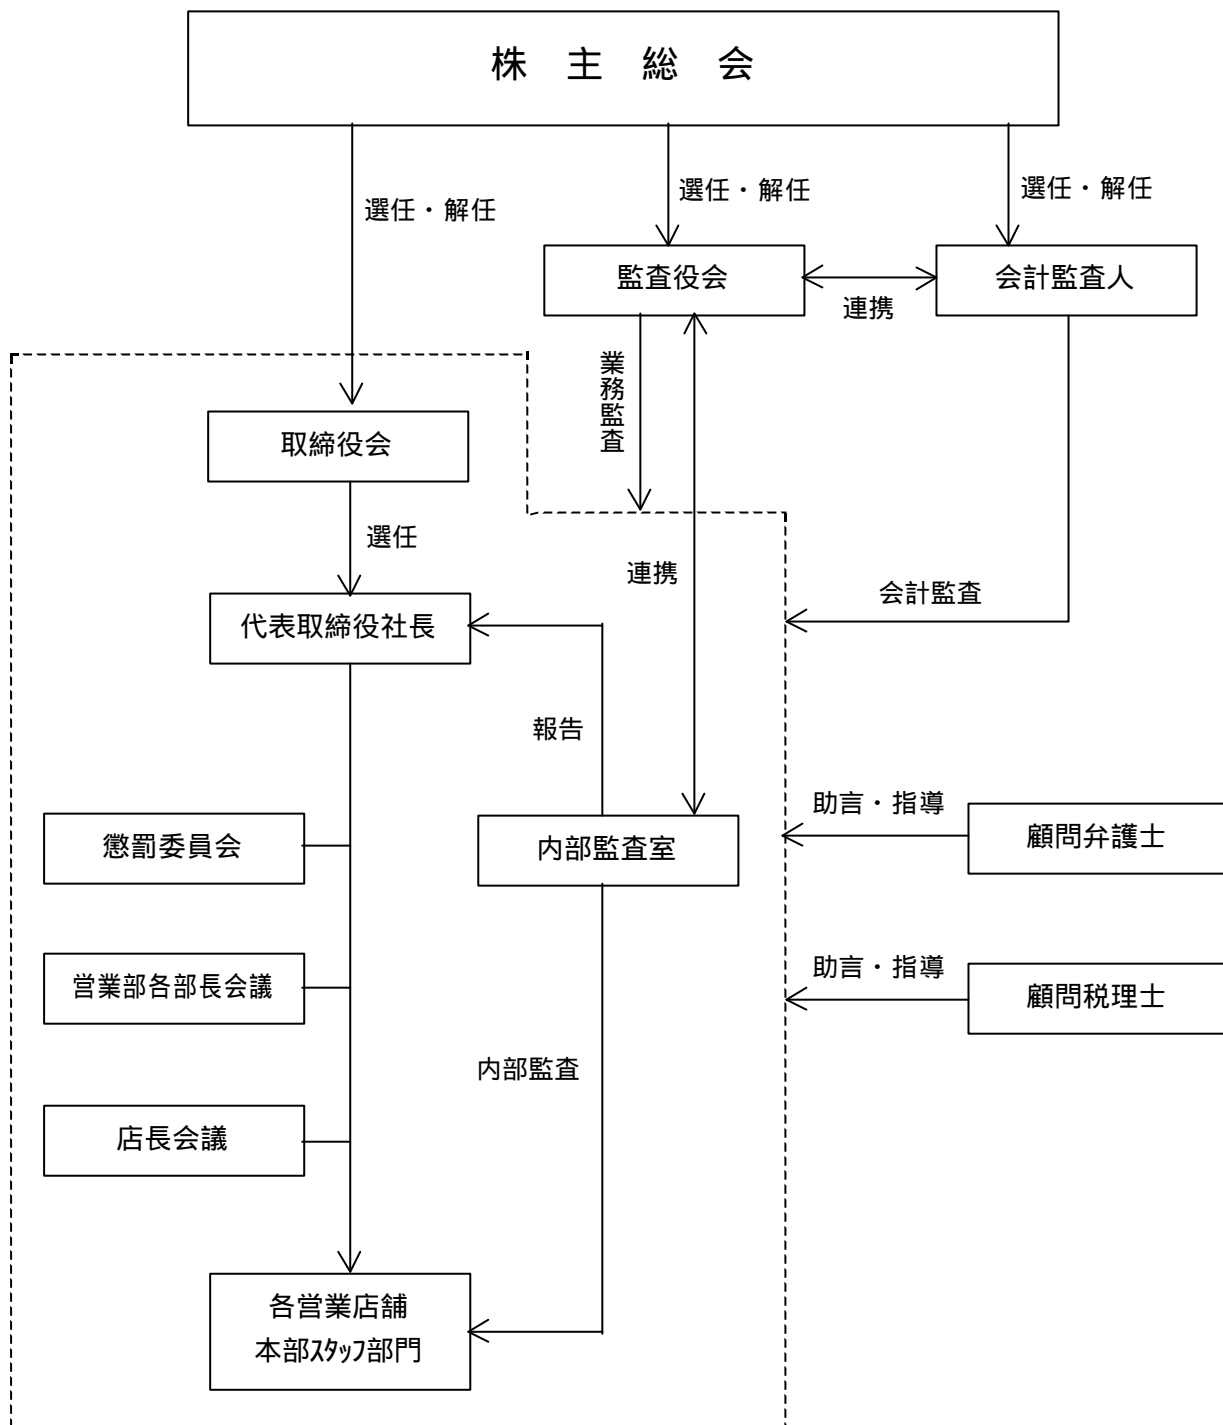 株　主　総　会
選任・解任
選任・解任
選任・解任
監査役会
会計監査人
連携
業務監査
取締役会
選任
連携
会計監査
代表取締役社長
報告
助言・指導
顧問弁護士
懲罰委員会
内部監査室
営業部各部長会議
助言・指導
顧問税理士
内部監査
店長会議
各営業店舗
本部ｽﾀｯﾌ部門